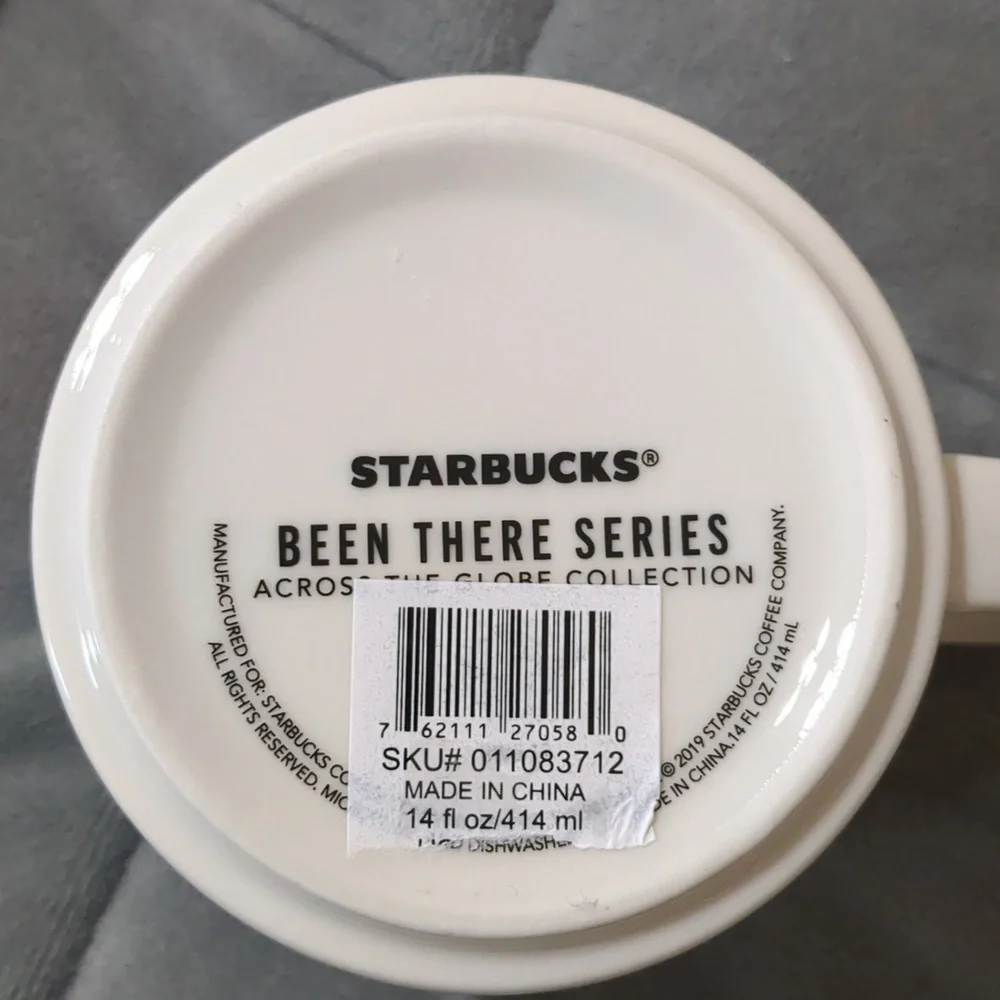 STARBUCKS®
BEEN THERE SERIES
ACROSS THE GLOBE COLLECTION
7 62111 27058 0
SKU# 011083712
MADE IN CHINA
14 fl oz/414 ml
MANUFACTURED FOR: STARBUCKS CO
© 2019 STARBUCKS COFFEE COMPANY.
ALL RIGHTS RESERVED. MIC
DE IN CHINA.14 FL OZ / 414 mL
DISHWASHE